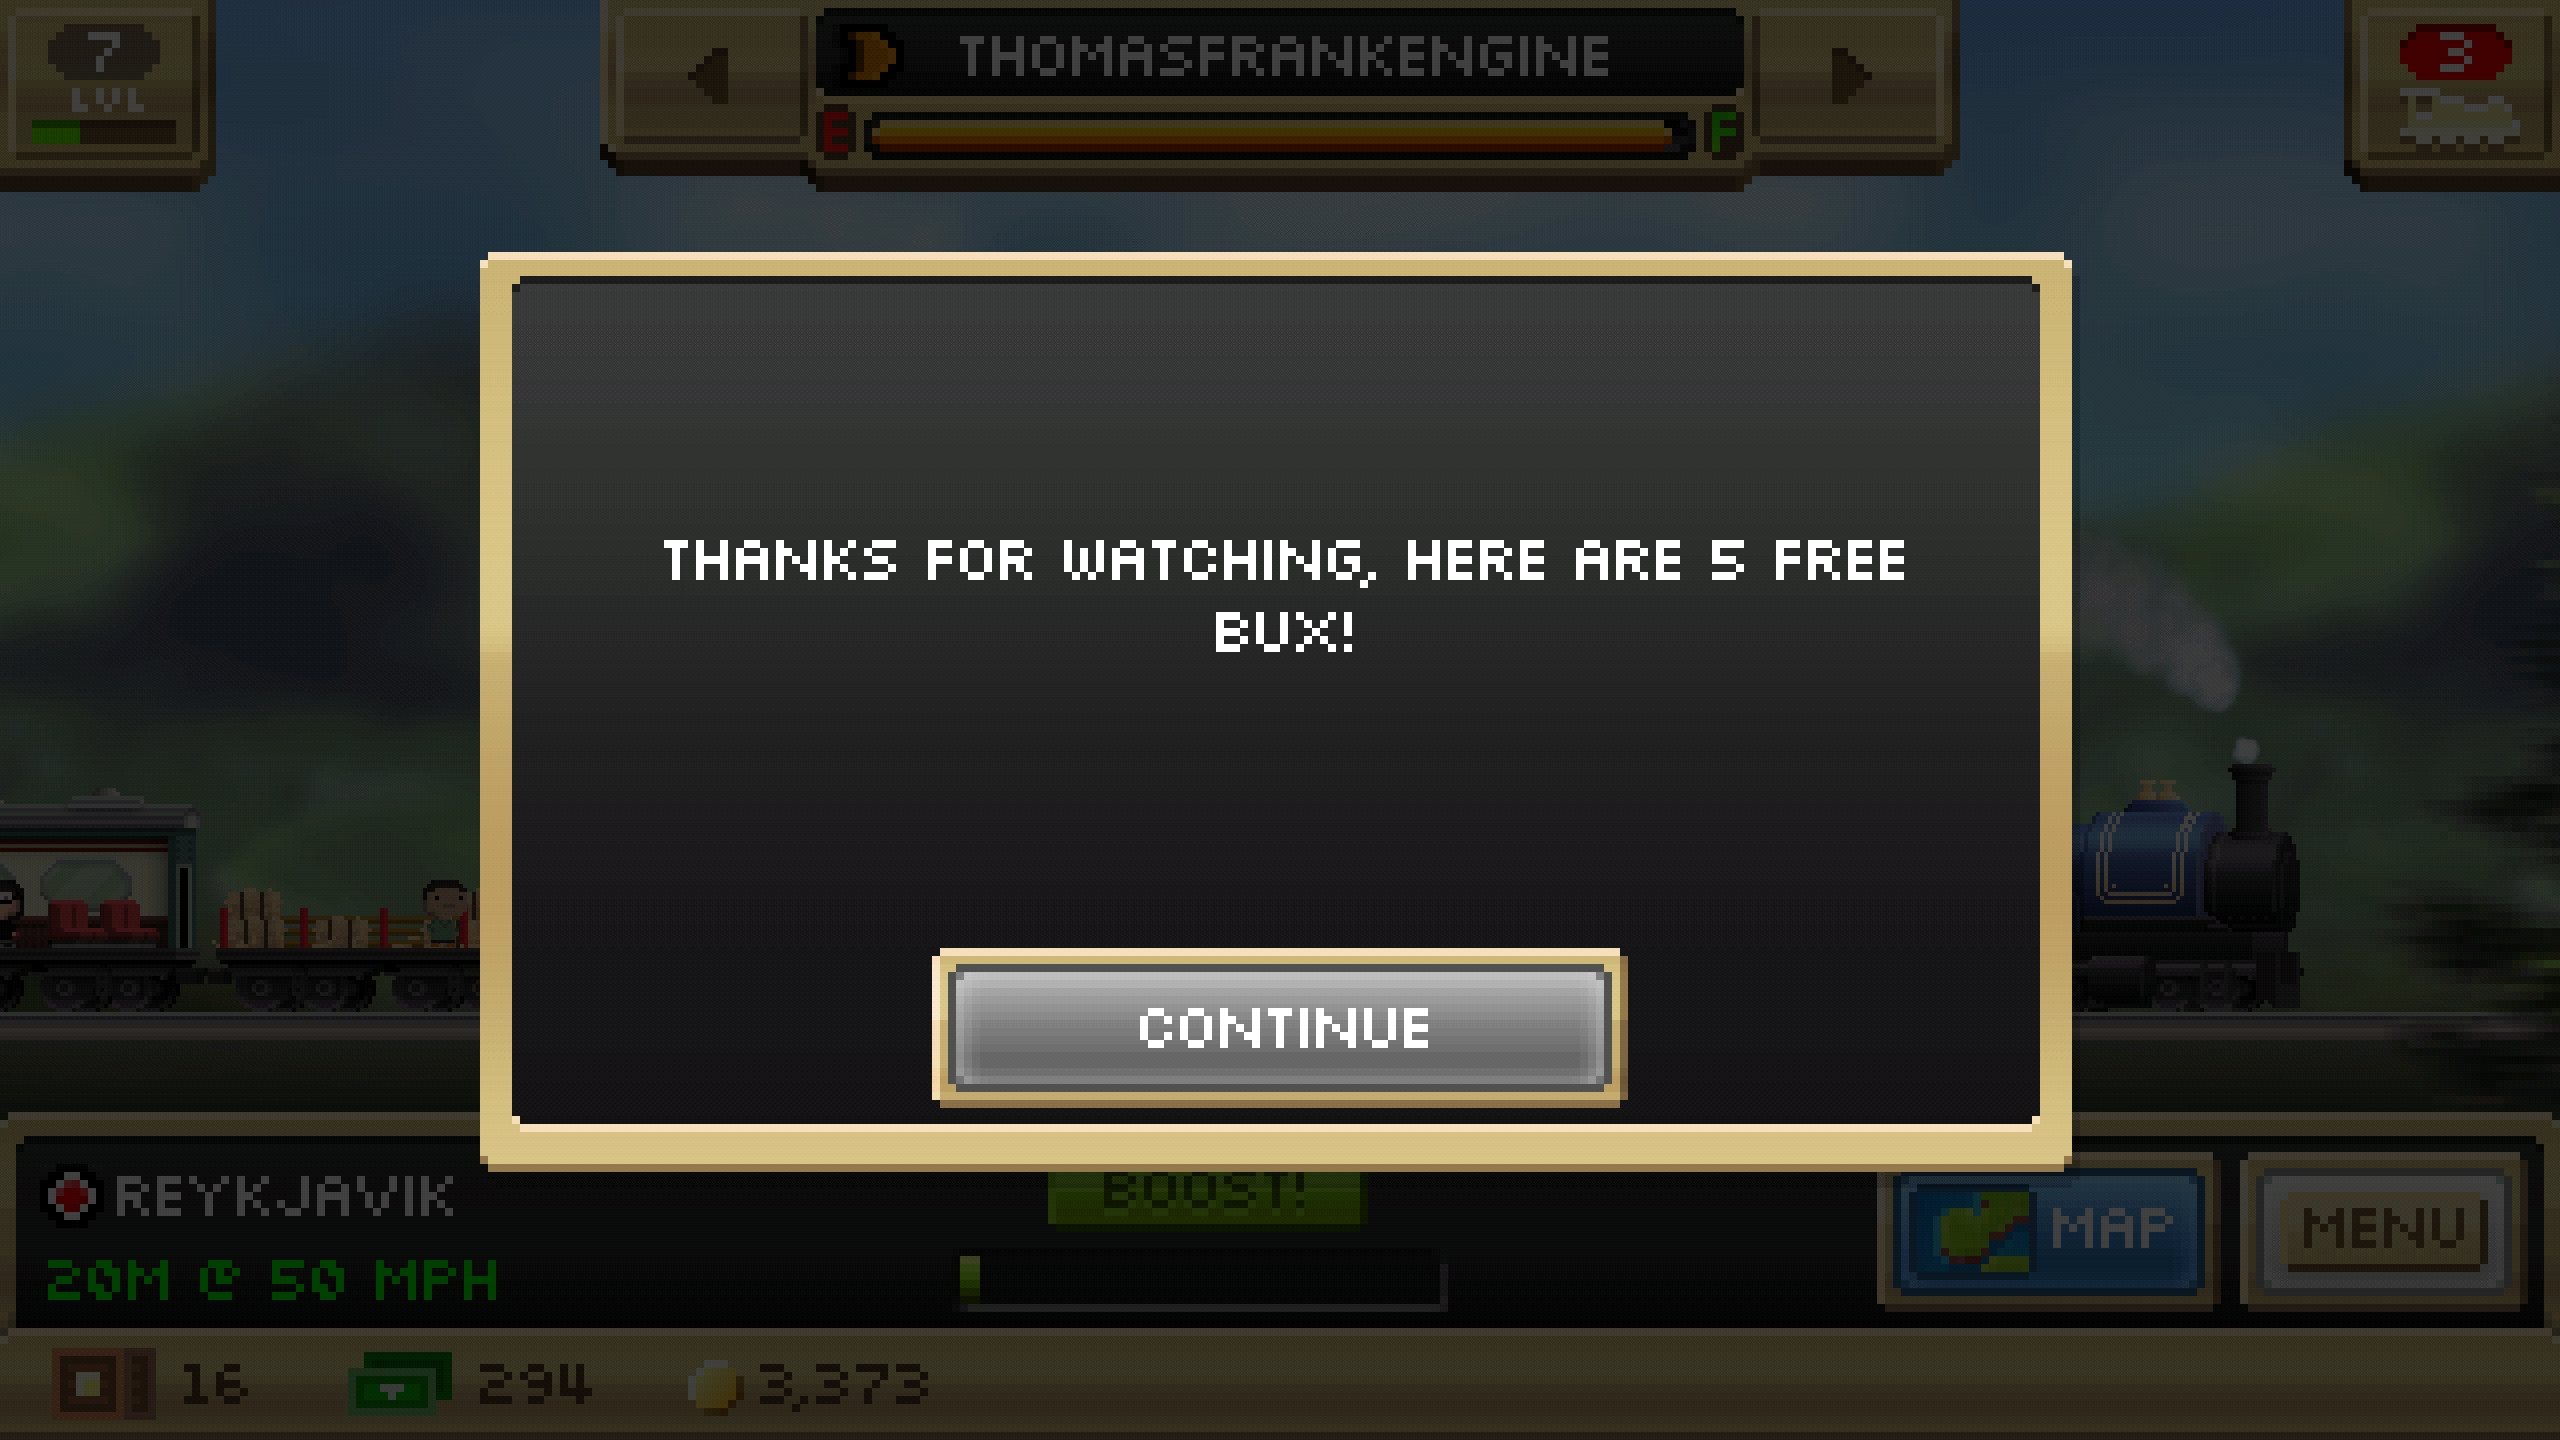 7
LVL
THOMASFRANKENGINE
E
F
3
THANKS FOR WATCHING, HERE ARE 5 FREE
BUX!
CONTINUE
REYKJAVIK
20M @ 50 MPH
BOOST!
MAP
MENU
16
294
3,373